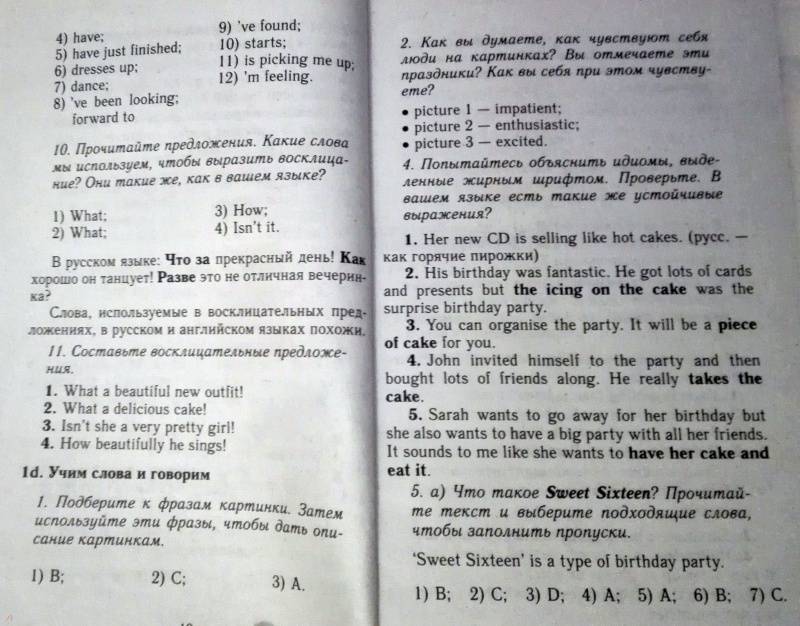 4) have;
5) have just finished;
6) dresses up;
7) dance;
8) 've been looking;
forward to
9) 've found;
10) starts;
11) is picking me up;
12) 'm feeling.
10. Прочитайте предложения. Какие слова
мы используем, чтобы выразить восклица-
ние? Они такие же, как в вашем языке?
1) What;
2) What;
3) How;
4) Isn't it.
В русском языке: Что за прекрасный день! Как
хорошо он танцует! Разве это не отличная вечерин-
ка?
Слова, используемые в восклицательных пред-
ложениях, в русском и английском языках похожи.
11. Составьте восклицательные предложе-
ния.
1. What a beautiful new outfit!
2. What a delicious cake!
3. Isn't she a very pretty girl!
4. How beautifully he sings!
1d. Учим слова и говорим
1. Подберите к фразам картинки. Затем
используйте эти фразы, чтобы дать опи-
сание картинкам.
1) B; 2) C; 3) A.
2. Как вы думаете, как чувствуют себя
люди на картинках? Вы отмечаете эти
праздники? Как вы себя при этом чувству-
ете?
• picture 1 — impatient;
• picture 2 — enthusiastic;
• picture 3 — excited.
4. Попытайтесь объяснить идиомы, выде-
ленные жирным шрифтом. Проверьте. В
вашем языке есть такие же устойчивые
выражения?
1. Her new CD is selling like hot cakes. (русс. —
как горячие пирожки)
2. His birthday was fantastic. He got lots of cards
and presents but the icing on the cake was the
surprise birthday party.
3. You can organise the party. It will be a piece
of cake for you.
4. John invited himself to the party and then
bought lots of friends along. He really takes the
cake.
5. Sarah wants to go away for her birthday but
she also wants to have a big party with all her friends.
It sounds to me like she wants to have her cake and
eat it.
5. а) Что такое Sweet Sixteen? Прочитай-
те текст и выберите подходящие слова,
чтобы заполнить пропуски.
'Sweet Sixteen' is a type of birthday party.
1) B; 2) C; 3) D; 4) A; 5) A; 6) B; 7) C.